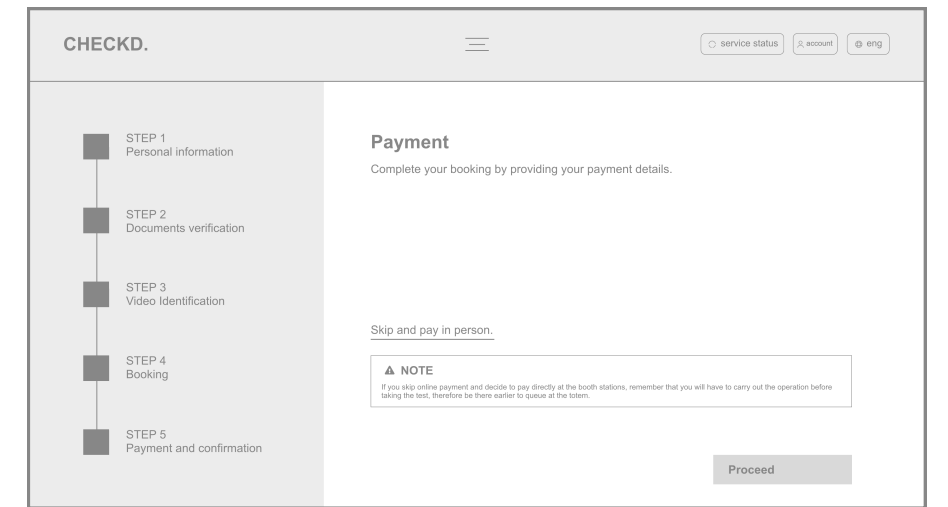 CHECKD.
service status
account
eng
STEP 1
Personal information
STEP 2
Documents verification
STEP 3
Video Identification
STEP 4
Booking
STEP 5
Payment and confirmation
Payment
Complete your booking by providing your payment details.
Skip and pay in person.
NOTE
If you skip online payment and decide to pay directly at the booth stations, remember that you will have to carry out the operation before
taking the test, therefore be there earlier to queue at the totem.
Proceed